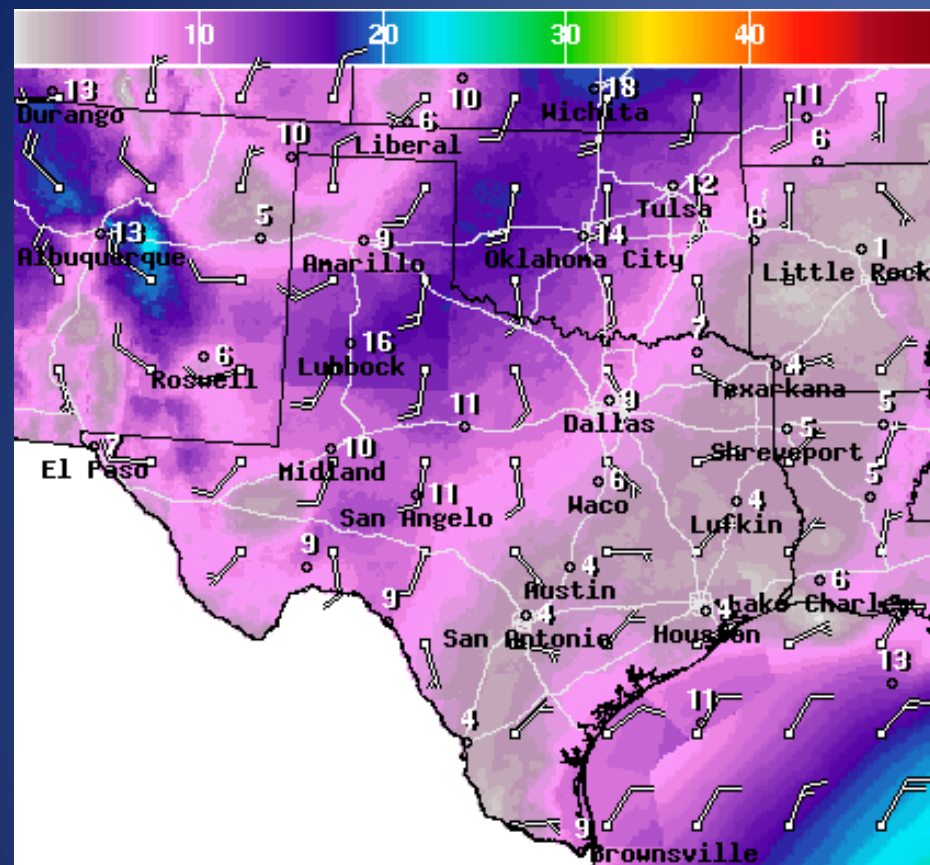 10 20 30 40
13 10 18 11
Durango Wichita
6 6
Liberal
10
12
Tulsa
5 6
13 9 14 1
Albuquerque Amarillo Oklahoma City Little Rock
16 7
6 4
Roswell Lubbock Texarkana
9
11 5 5
Dallas
10 Shreveport
El Paso Midland
11 6 5
San Angelo Waco 4
Lufkin
9 4
Austin 6
9 4 4 Lake Charles
San Antonio Houston
13
11
4
9
Brownsville